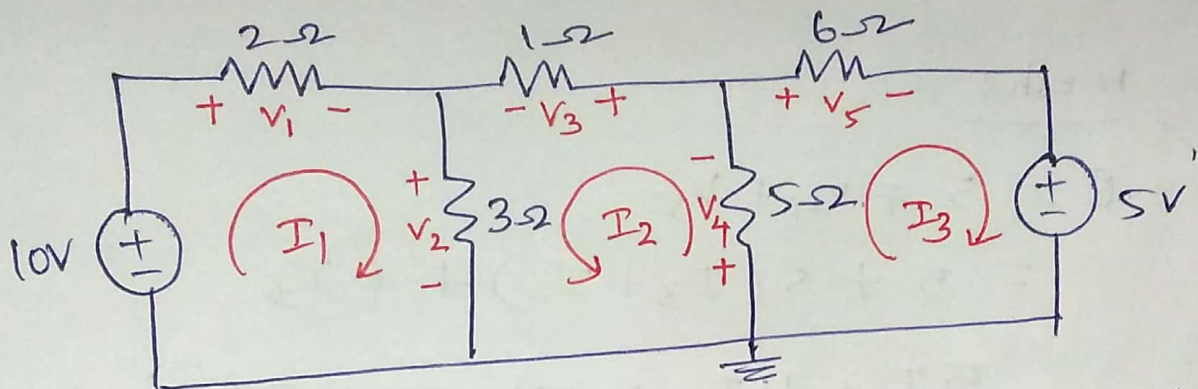 2Ω 1Ω 6Ω
+ V1 - - V3 + + V5 -
10V + - I1 + V2 - 3Ω I2 - V4 + 5Ω I3 + - 5V